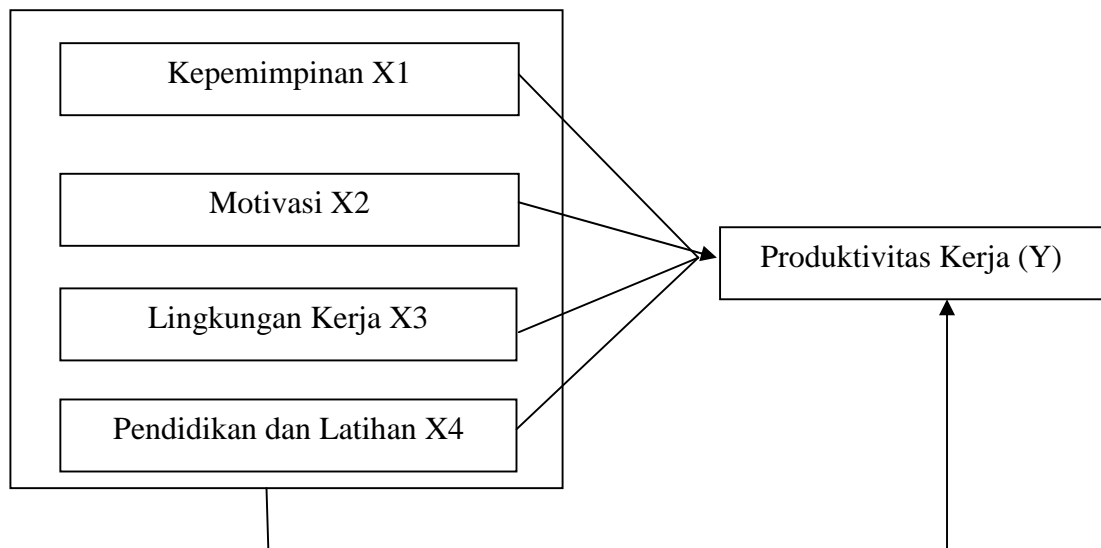 Kepemimpinan X1
Motivasi X2
Produktivitas Kerja (Y)
Lingkungan Kerja X3
Pendidikan dan Latihan X4